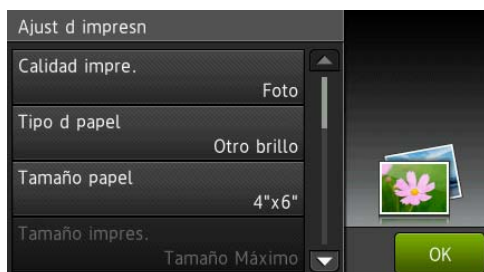 Ajust d impresn
Calidad impre.
Foto
Tipo d papel
Otro brillo
Tamaño papel
4"x6"
Tamaño impres.
Tamaño Máximo
OK